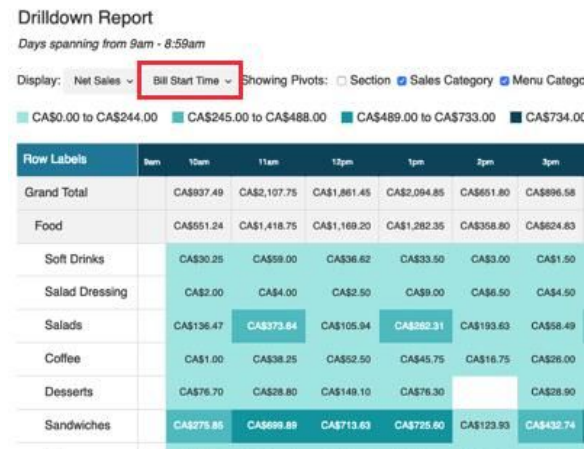 Drilldown Report
Days spanning from 9am - 8:59am
Display: Net Sales Bill Start Time Showing Pivots: Section Sales Category Menu Catego
CA$0.00 to CA$244.00 CA$245.00 to CA$488.00 CA$489.00 to CA$733.00 CA$734.00
Row Labels 9am 10am 11am 12pm 1pm 2pm 3pm
Grand Total CA$937.49 CA$2,107.75 CA$1,861.45 CA$2,094.85 CA$651.80 CA$896.58
Food CA$551.24 CA$1,418.75 CA$1,169.20 CA$1,282.35 CA$358.80 CA$624.83
Soft Drinks CA$30.25 CA$59.00 CA$36.62 CA$33.50 CA$3.00 CA$1.50
Salad Dressing CA$2.00 CA$4.00 CA$2.50 CA$9.00 CA$6.50 CA$4.50
Salads CA$136.47 CA$373.64 CA$105.94 CA$262.31 CA$193.63 CA$58.49
Coffee CA$1.00 CA$38.25 CA$52.50 CA$45.75 CA$16.75 CA$26.00
Desserts CA$76.70 CA$28.80 CA$149.10 CA$76.30 CA$28.90
Sandwiches CA$275.85 CA$699.89 CA$713.63 CA$725.60 CA$123.93 CA$432.74